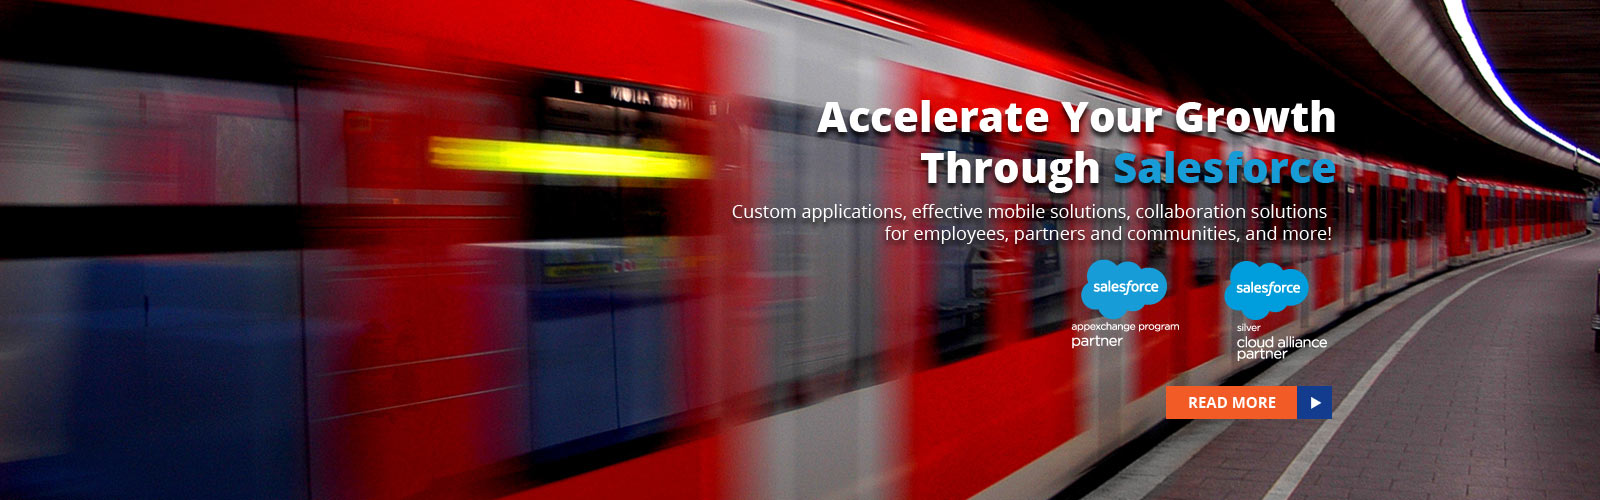 Accelerate Your Growth
Through Salesforce
Custom applications, effective mobile solutions, collaboration solutions
for employees, partners and communities, and more!
salesforce
appexchange program
partner
salesforce
silver
cloud alliance
partner
READ MORE